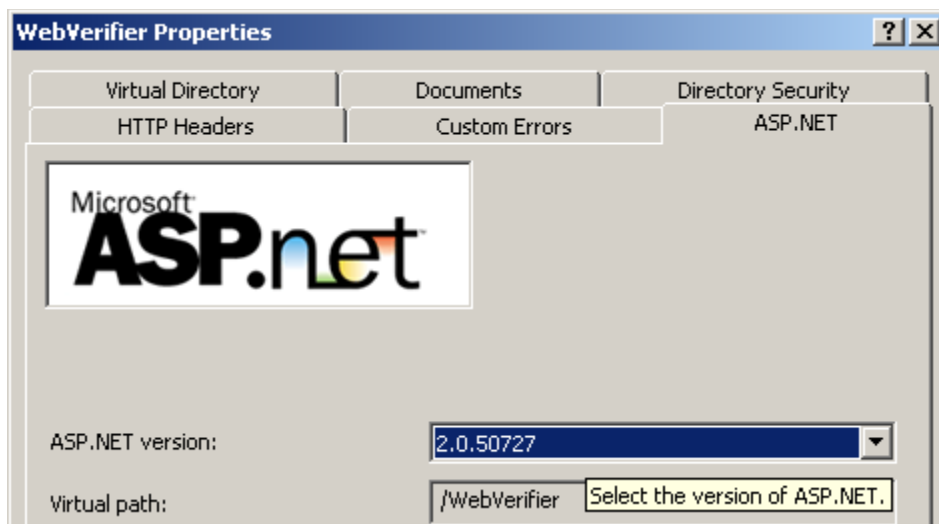 WebVerifier Properties
Virtual Directory Documents Directory Security
HTTP Headers Custom Errors ASP.NET
Microsoft
ASP.net
ASP.NET version: 2.0.50727
Virtual path: /WebVerifier Select the version of ASP.NET.